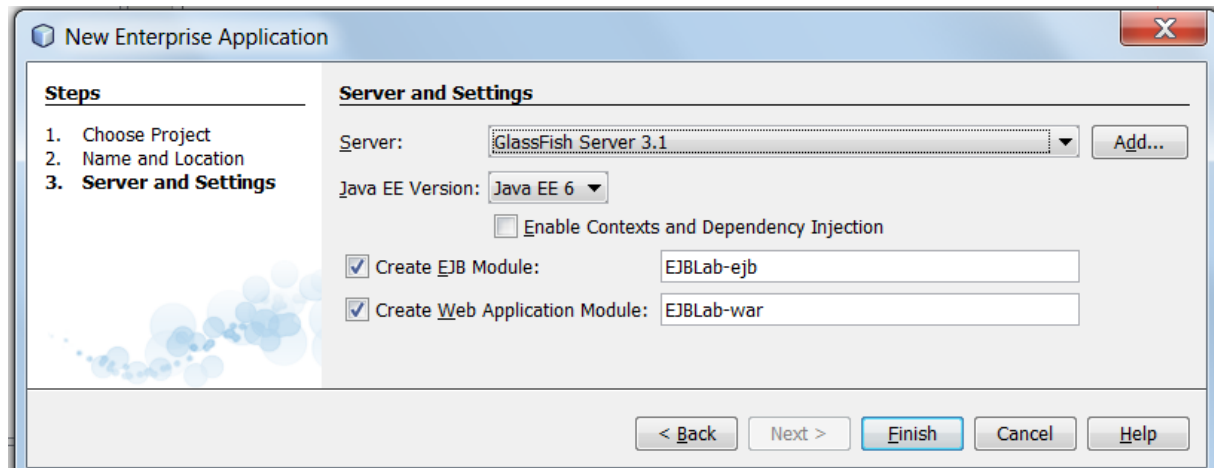 New Enterprise Application
X
Steps
1. Choose Project
2. Name and Location
3. Server and Settings
Server and Settings
Server: GlassFish Server 3.1 Add...
Java EE Version: Java EE 6
Enable Contexts and Dependency Injection
Create EJB Module: EJBLab-ejb
Create Web Application Module: EJBLab-war
< Back Next > Finish Cancel Help